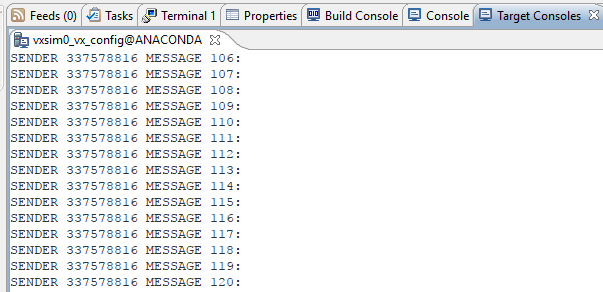 Feeds (0) Tasks Terminal 1 Properties Build Console Console Target Consoles
vxsim0_vx_config@ANACONDA
SENDER 337578816 MESSAGE 106:
SENDER 337578816 MESSAGE 107:
SENDER 337578816 MESSAGE 108:
SENDER 337578816 MESSAGE 109:
SENDER 337578816 MESSAGE 110:
SENDER 337578816 MESSAGE 111:
SENDER 337578816 MESSAGE 112:
SENDER 337578816 MESSAGE 113:
SENDER 337578816 MESSAGE 114:
SENDER 337578816 MESSAGE 115:
SENDER 337578816 MESSAGE 116:
SENDER 337578816 MESSAGE 117:
SENDER 337578816 MESSAGE 118:
SENDER 337578816 MESSAGE 119:
SENDER 337578816 MESSAGE 120: